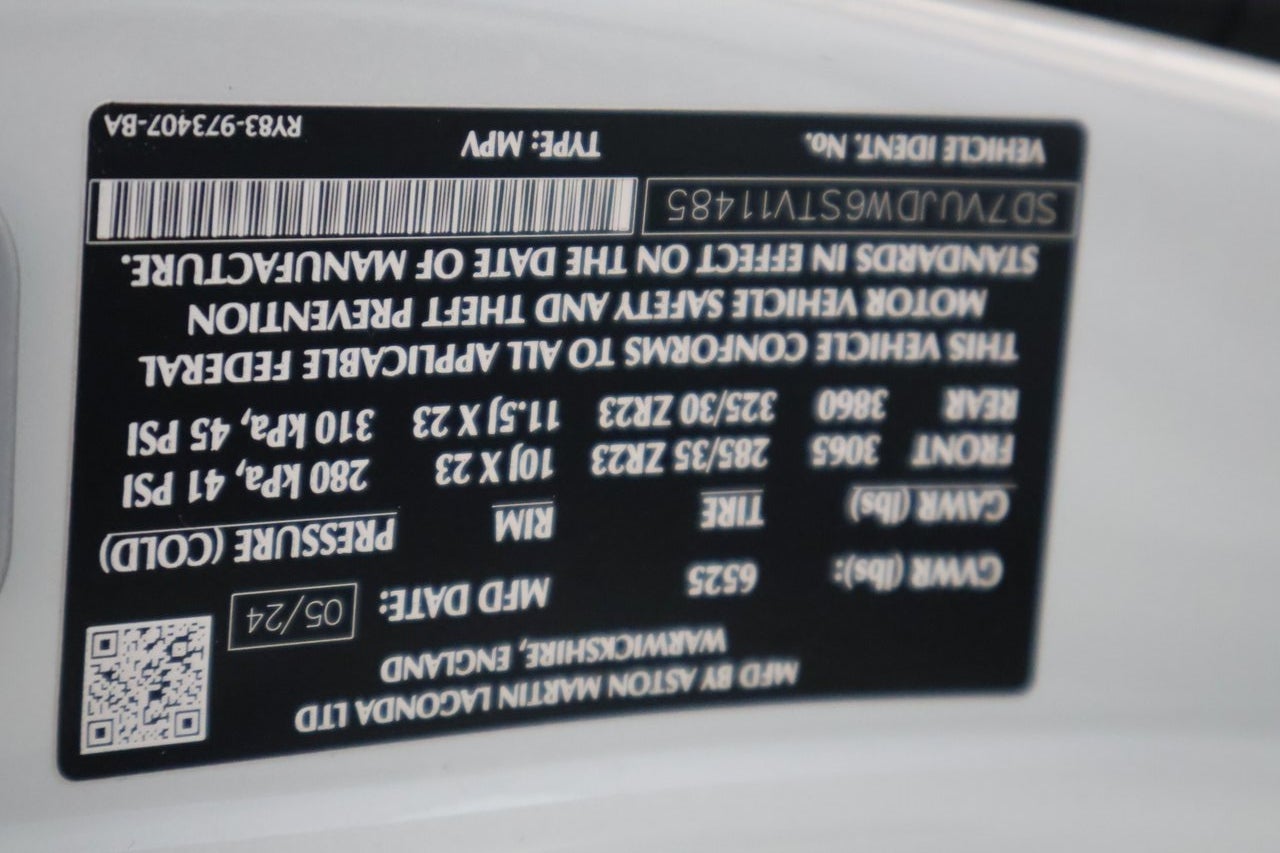 MFD BY ASTON MARTIN LAGONDA LTD
WARWICKSHIRE, ENGLAND
GVWR (lbs): 6525 MFD DATE: 05/24
GAWR (lbs) TIRE RIM PRESSURE (COLD)
FRONT 3065 285/35 ZR23 10J X 23 280 kPa, 41 PSI
REAR 3860 325/30 ZR23 11.5J X 23 310 kPa, 45 PSI
THIS VEHICLE CONFORMS TO ALL APPLICABLE FEDERAL
MOTOR VEHICLE SAFETY AND THEFT PREVENTION
STANDARDS IN EFFECT ON THE DATE OF MANUFACTURE.
SD7VUJDW6STV11485
VEHICLE IDENT. No. TYPE: MPV RY83-973407-BA